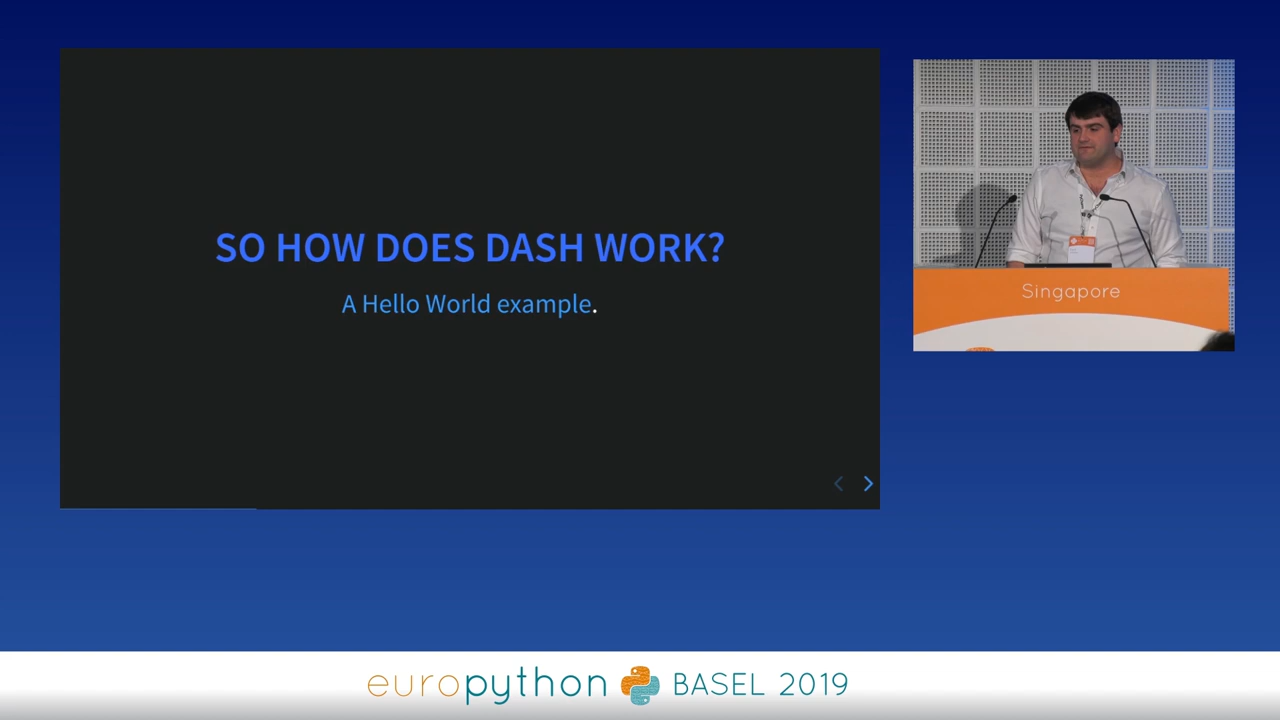 SO HOW DOES DASH WORK?
A Hello World example.
Singapore
europython BASEL 2019